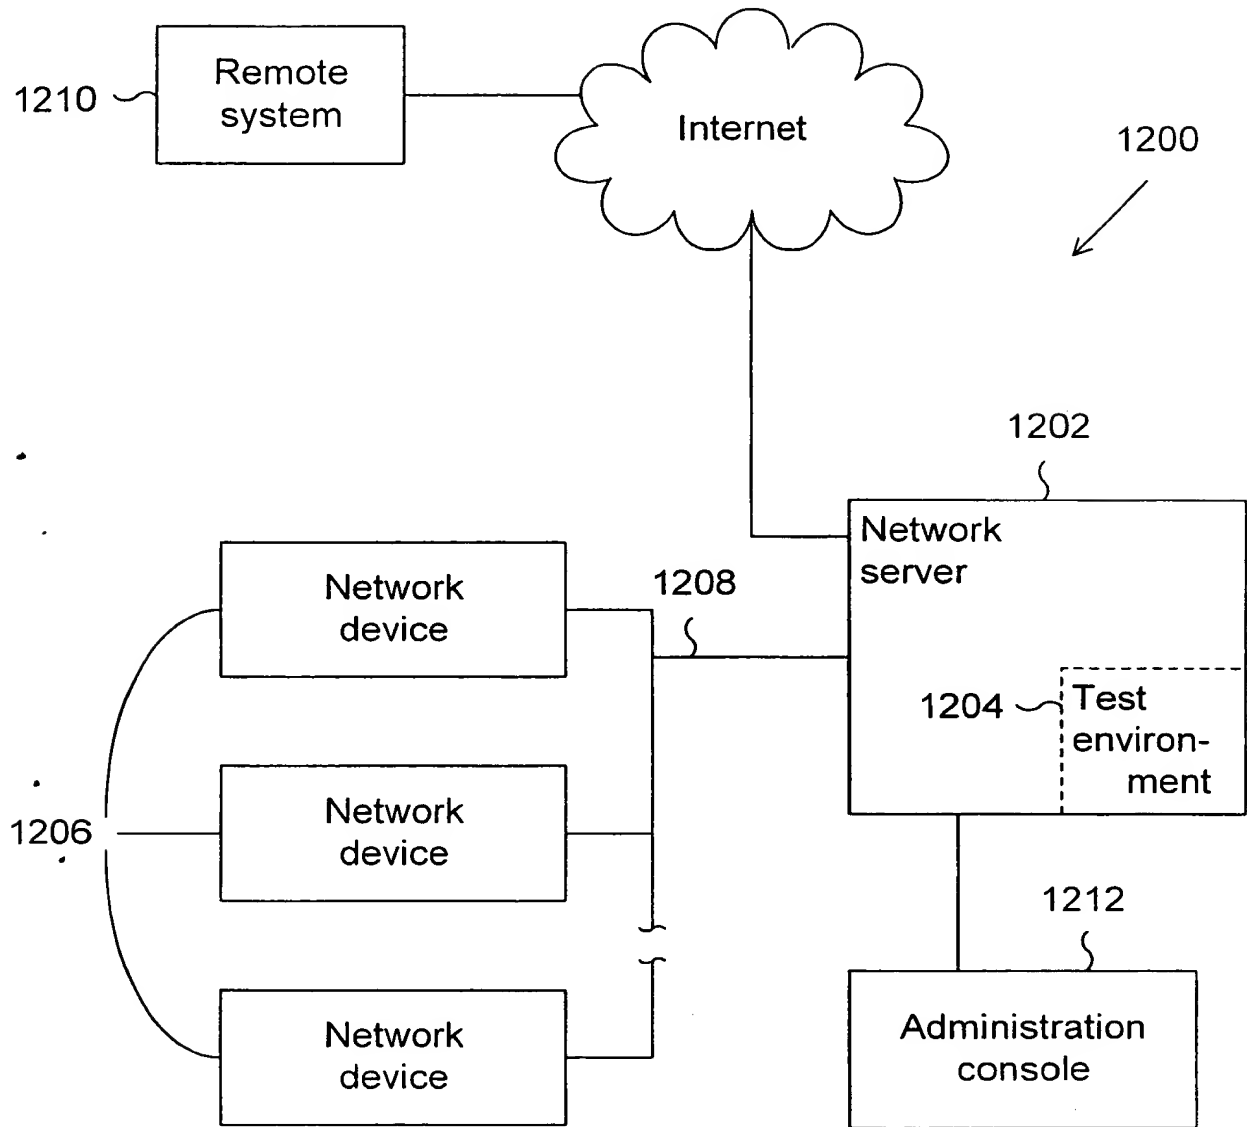 1210
Remote
system
Internet
1200
1202
Network
server
1204
Test
environ-
ment
1208
Network
device
1206
Network
device
Network
device
1212
Administration
console